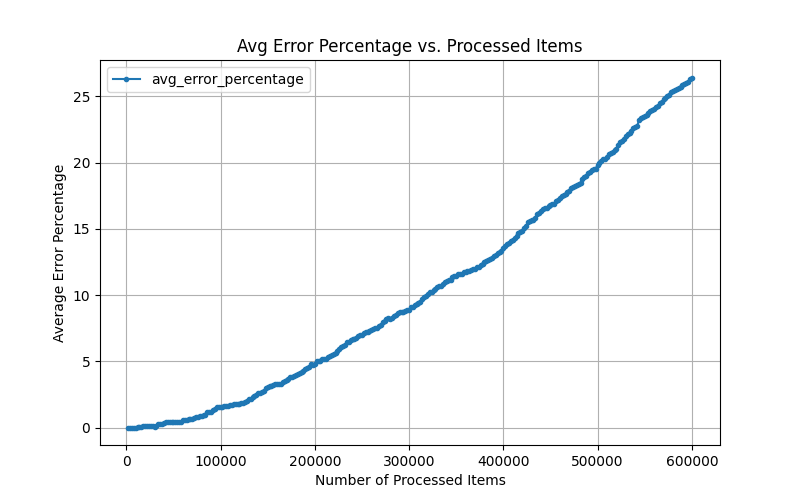 Avg Error Percentage vs. Processed Items
avg_error_percentage
Average Error Percentage
25
20
15
10
5
0
0 100000 200000 300000 400000 500000 600000
Number of Processed Items